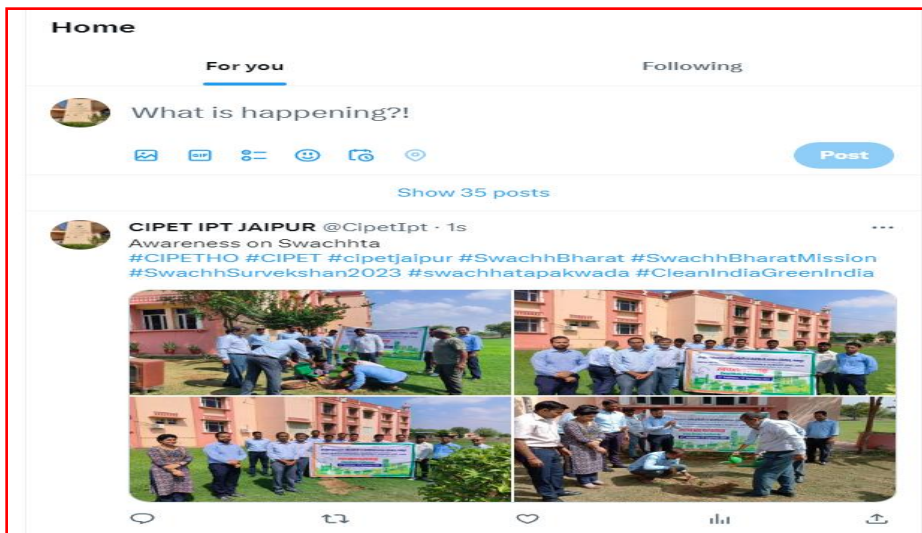 Home
For you Following
What is happening?!
GIF
Post
Show 35 posts
CIPET IPT JAIPUR @CipetIpt · 1s
Awareness on Swachhta
#CIPETHO #CIPET #cipetjaipur #SwachhBharat #SwachhBharatMission
#SwachhSurvekshan2023 #swachhatapakwada #CleanIndiaGreenIndia